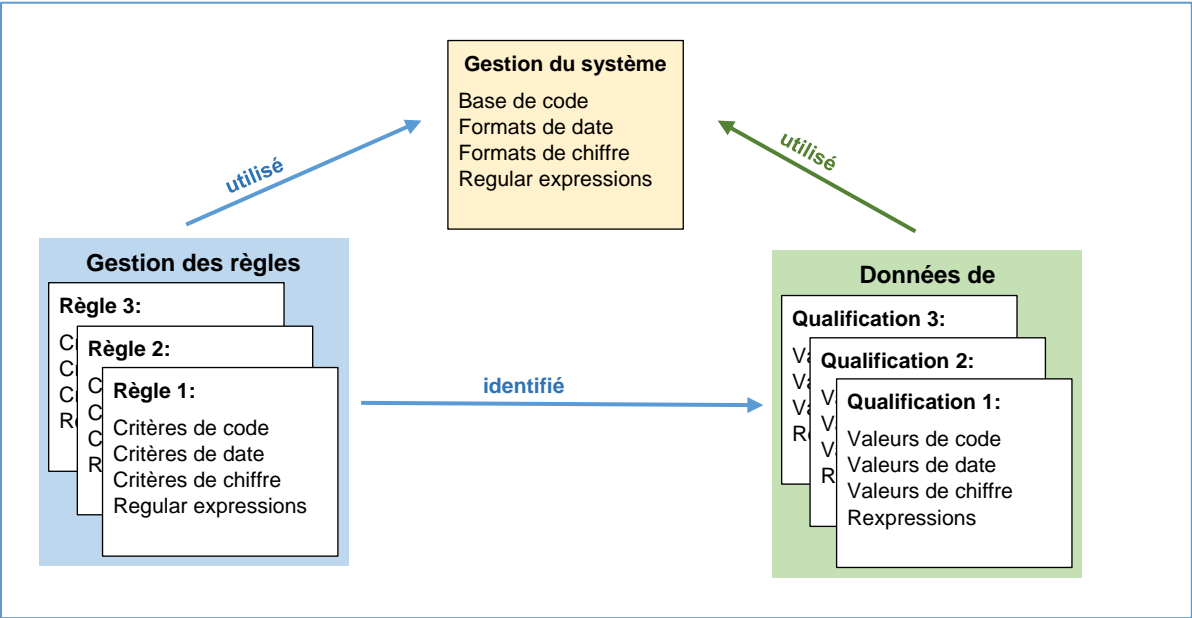 Gestion du système
Base de code
Formats de date
Formats de chiffre
Regular expressions
utilisé
utilisé
Gestion des règles
Règle 3:
Règle 2:
Règle 1:
Critères de code
Critères de date
Critères de chiffre
Regular expressions
identifié
Données de
Qualification 3:
Qualification 2:
Qualification 1:
Valeurs de code
Valeurs de date
Valeurs de chiffre
Rexpressions